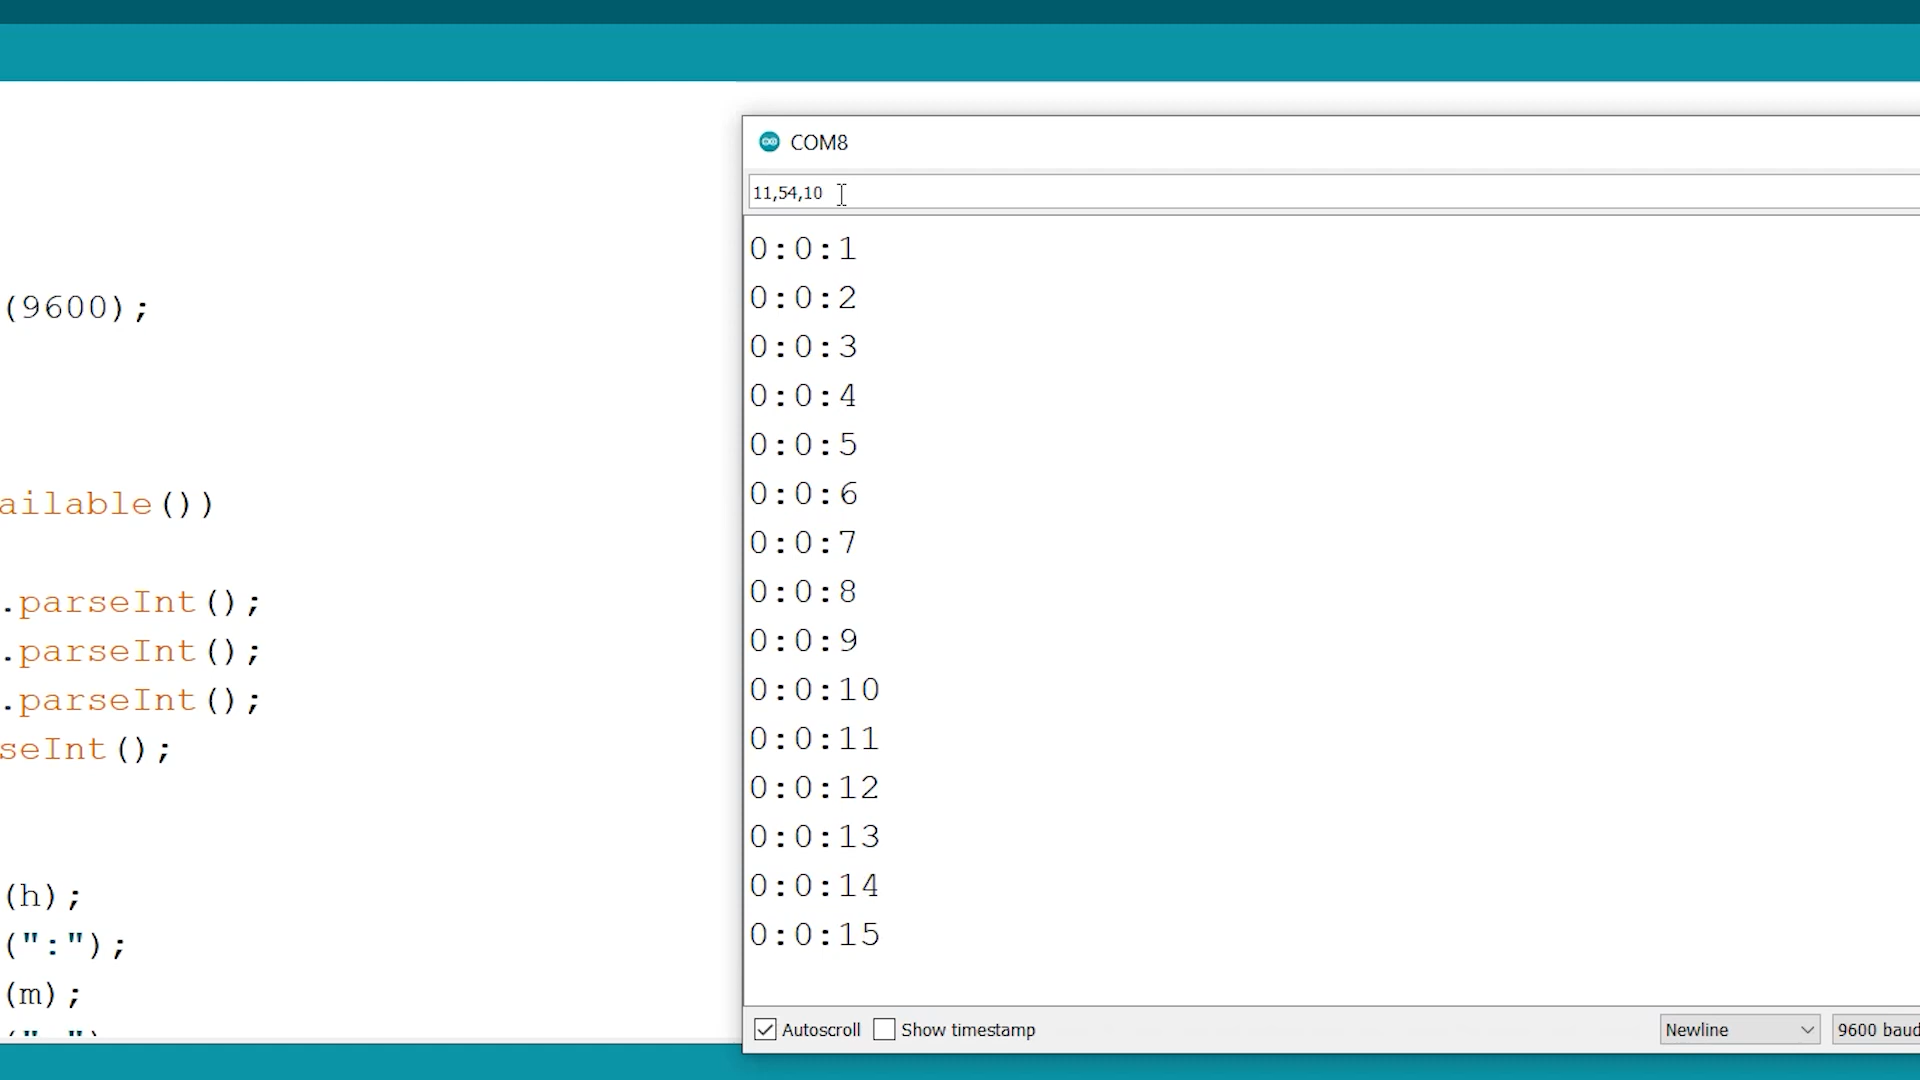 (9600);
ailable())
.parseInt();
.parseInt();
.parseInt();
seInt();
(h);
(":");
(m);
COM8
11,54,10
0:0:1
0:0:2
0:0:3
0:0:4
0:0:5
0:0:6
0:0:7
0:0:8
0:0:9
0:0:10
0:0:11
0:0:12
0:0:13
0:0:14
0:0:15
Autoscroll Show timestamp Newline 9600 baud